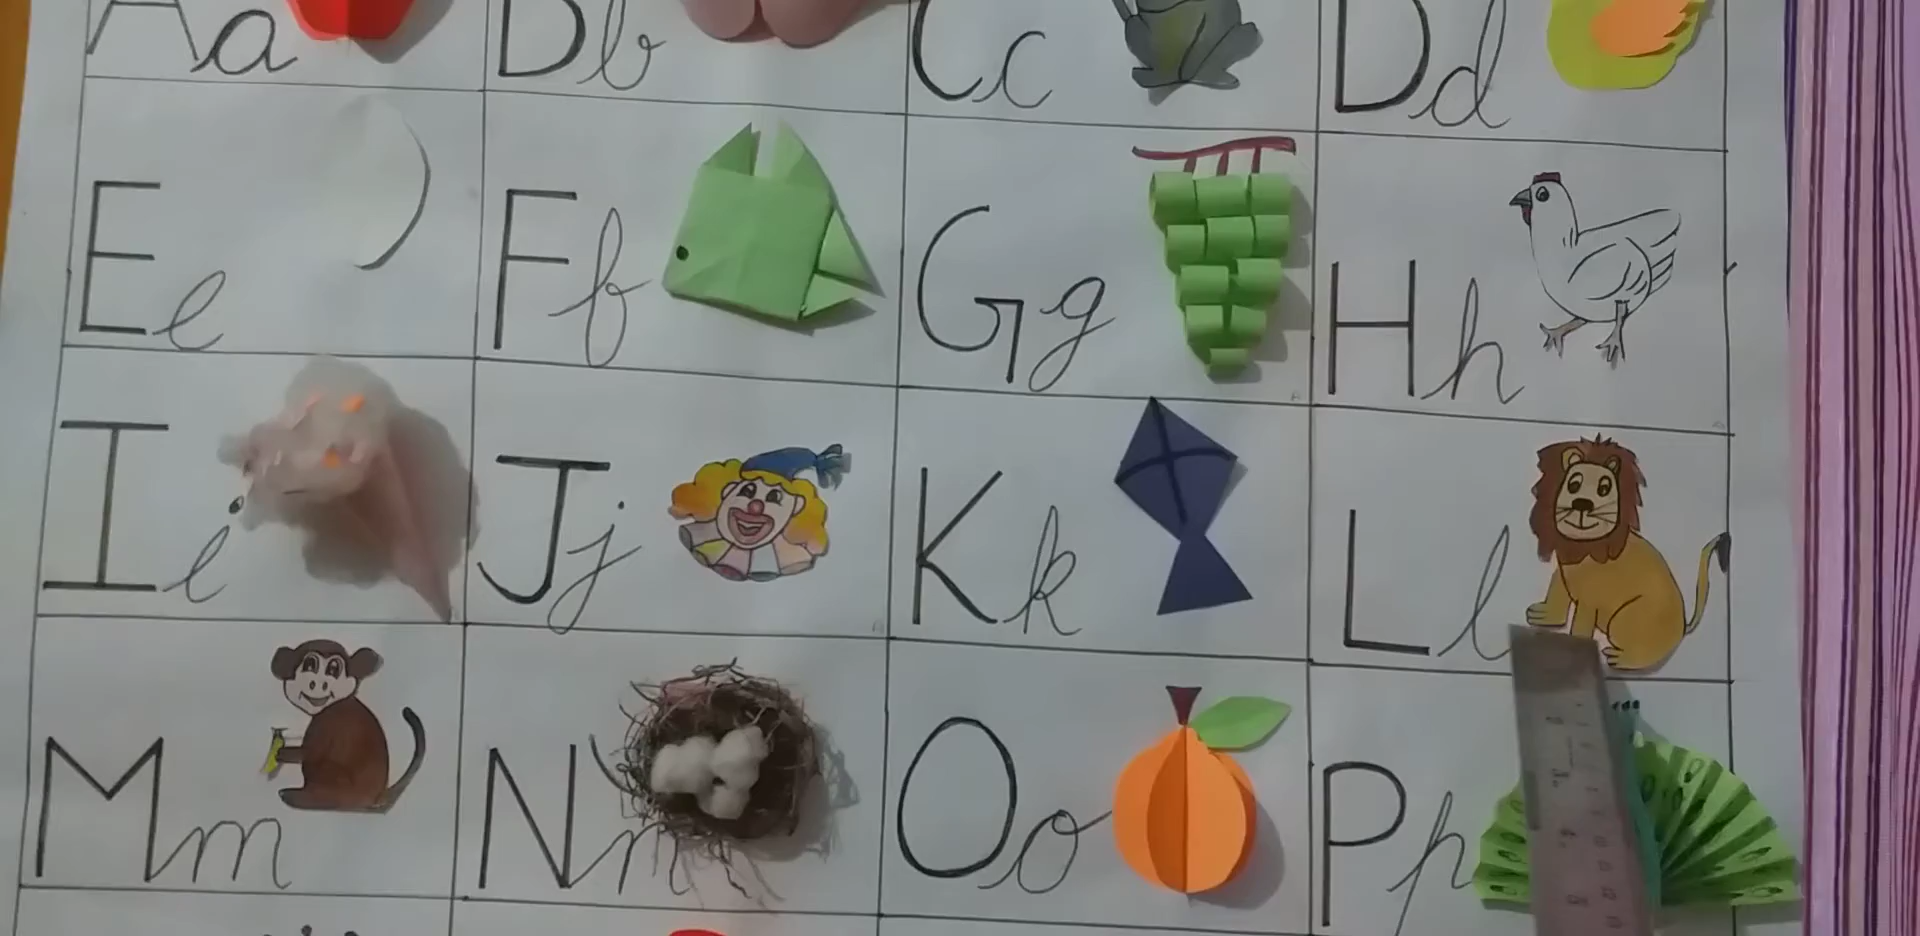 Aa Bb Cc Dd
Ee Ff Gg Hh
Ii Jj Kk Ll
Mm Nn Oo Pp